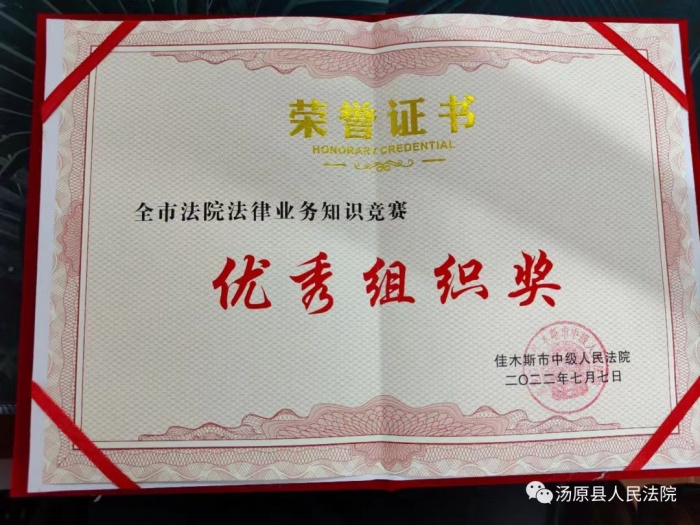 荣誉证书
HONORARY CREDENTIAL
全市法院法律业务知识竞赛
优秀组织奖
佳木斯市中级人民法院
二〇二二年七月七日
汤原县人民法院